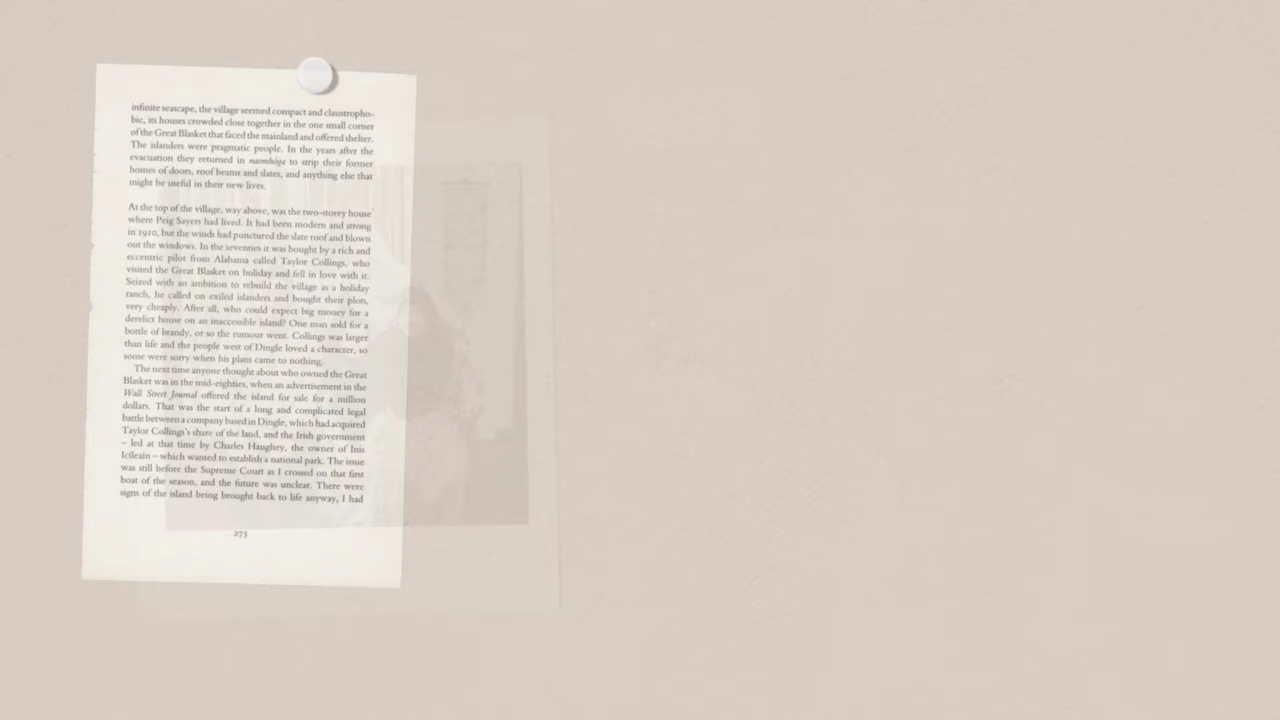 infinite seascape, the village seemed compact and claustropho-
bic, its houses crowded close together in the one small corner
of the Great Blasket that faced the mainland and offered shelter.
The islanders were pragmatic people. In the years after the
evacuation they returned in naomhóga to strip their former
homes of doors, roof beams and slates, and anything else that
might be useful in their new lives.
At the top of the village, way above, was the two-storey house
where Peig Sayers had lived. It had been modern and strong
in 1910, but the winds had punctured the slate roof and blown
out the windows. In the seventies it was bought by a rich and
eccentric pilot from Alabama called Taylor Collings, who
visited the Great Blasket on holiday and fell in love with it.
Seized with an ambition to rebuild the village as a holiday
ranch, he called on exiled islanders and bought their plots,
very cheaply. After all, who could expect big money for a
derelict house on an inaccessible island? One man sold for a
bottle of brandy, or so the rumour went. Collings was larger
than life and the people west of Dingle loved a character, so
some were sorry when his plans came to nothing.
The next time anyone thought about who owned the Great
Blasket was in the mid-eighties, when an advertisement in the
Wall Street Journal offered the island for sale for a million
dollars. That was the start of a long and complicated legal
battle between a company based in Dingle, which had acquired
Taylor Collings's share of the land, and the Irish government
– led at that time by Charles Haughey, the owner of Inis
Icíleáin – which wanted to establish a national park. The issue
was still before the Supreme Court as I crossed on that first
boat of the season, and the future was unclear. There were
signs of the island being brought back to life anyway, I had
275